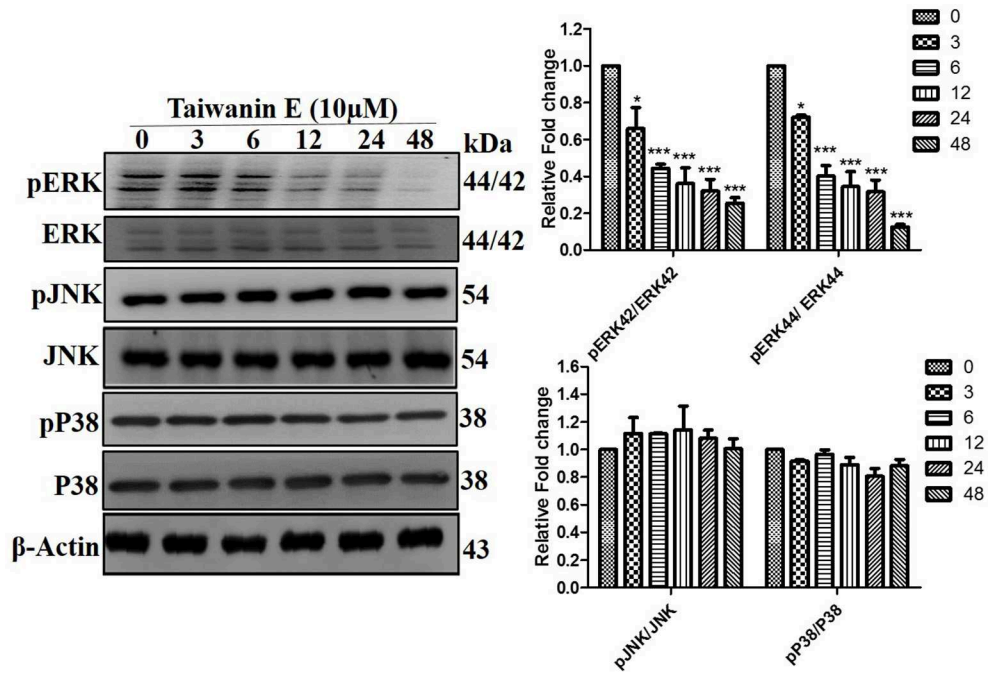 Taiwanin E (10μM)
0 3 6 12 24 48 kDa
pERK 44/42
ERK 44/42
pJNK 54
JNK 54
pP38 38
P38 38
β-Actin 43
Relative Fold change
1.2
1.0
0.8
0.6
0.4
0.2
0.0
* *** *** *** ***
* *** *** *** ***
pERK42/ERK42
pERK44/ ERK44
0
3
6
12
24
48
Relative Fold change
1.6
1.4
1.2
1.0
0.8
0.6
0.4
0.2
0.0
pJNK/JNK
pP38/P38
0
3
6
12
24
48